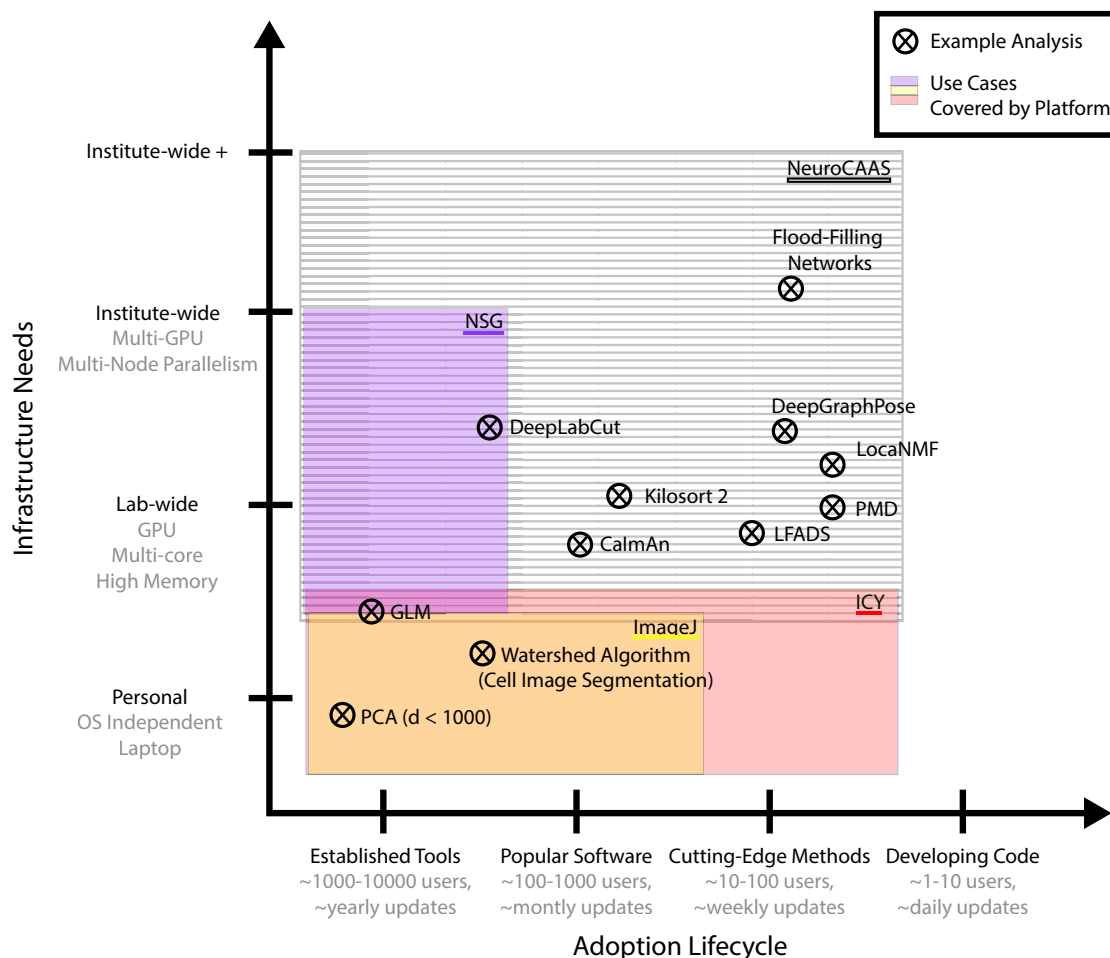 Example Analysis
Use Cases
Covered by Platform
Institute-wide +
NeuroCAAS
Flood-Filling
Networks
Institute-wide
Multi-GPU
Multi-Node Parallelism
NSG
DeepGraphPose
DeepLabCut
LocaNMF
Kilosort 2
Lab-wide
GPU
Multi-core
High Memory
PMD
LFADS
CalmAn
ICY
GLM
ImageJ
Watershed Algorithm
(Cell Image Segmentation)
Personal
OS Independent
Laptop
PCA (d < 1000)
Infrastructure Needs
Established Tools
~1000-10000 users,
~yearly updates
Popular Software
~100-1000 users,
~montly updates
Cutting-Edge Methods
~10-100 users,
~weekly updates
Developing Code
~1-10 users,
~daily updates
Adoption Lifecycle